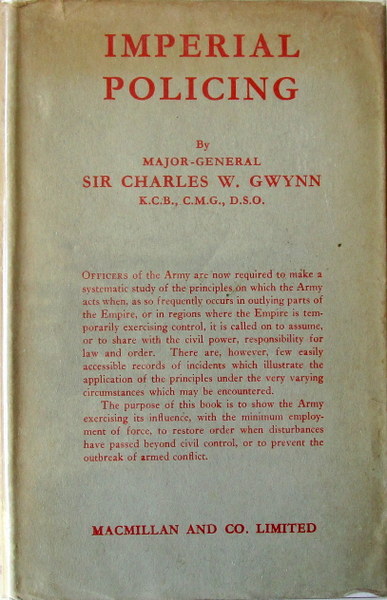 IMPERIAL
POLICING
By
MAJOR-GENERAL
SIR CHARLES W. GWYNN
K.C.B., C.M.G., D.S.O.
OFFICERS of the Army are now required to make a
systematic study of the principles on which the Army
acts when, as so frequently occurs in outlying parts of
the Empire, or in regions where the Empire is tem-
porarily exercising control, it is called on to assume,
or to share with the civil power, responsibility for
law and order. There are, however, few easily
accessible records of incidents which illustrate the
application of the principles under the very varying
circumstances which may be encountered.
The purpose of this book is to show the Army
exercising its influence, with the minimum employ-
ment of force, to restore order when disturbances
have passed beyond civil control, or to prevent the
outbreak of armed conflict.
MACMILLAN AND CO. LIMITED